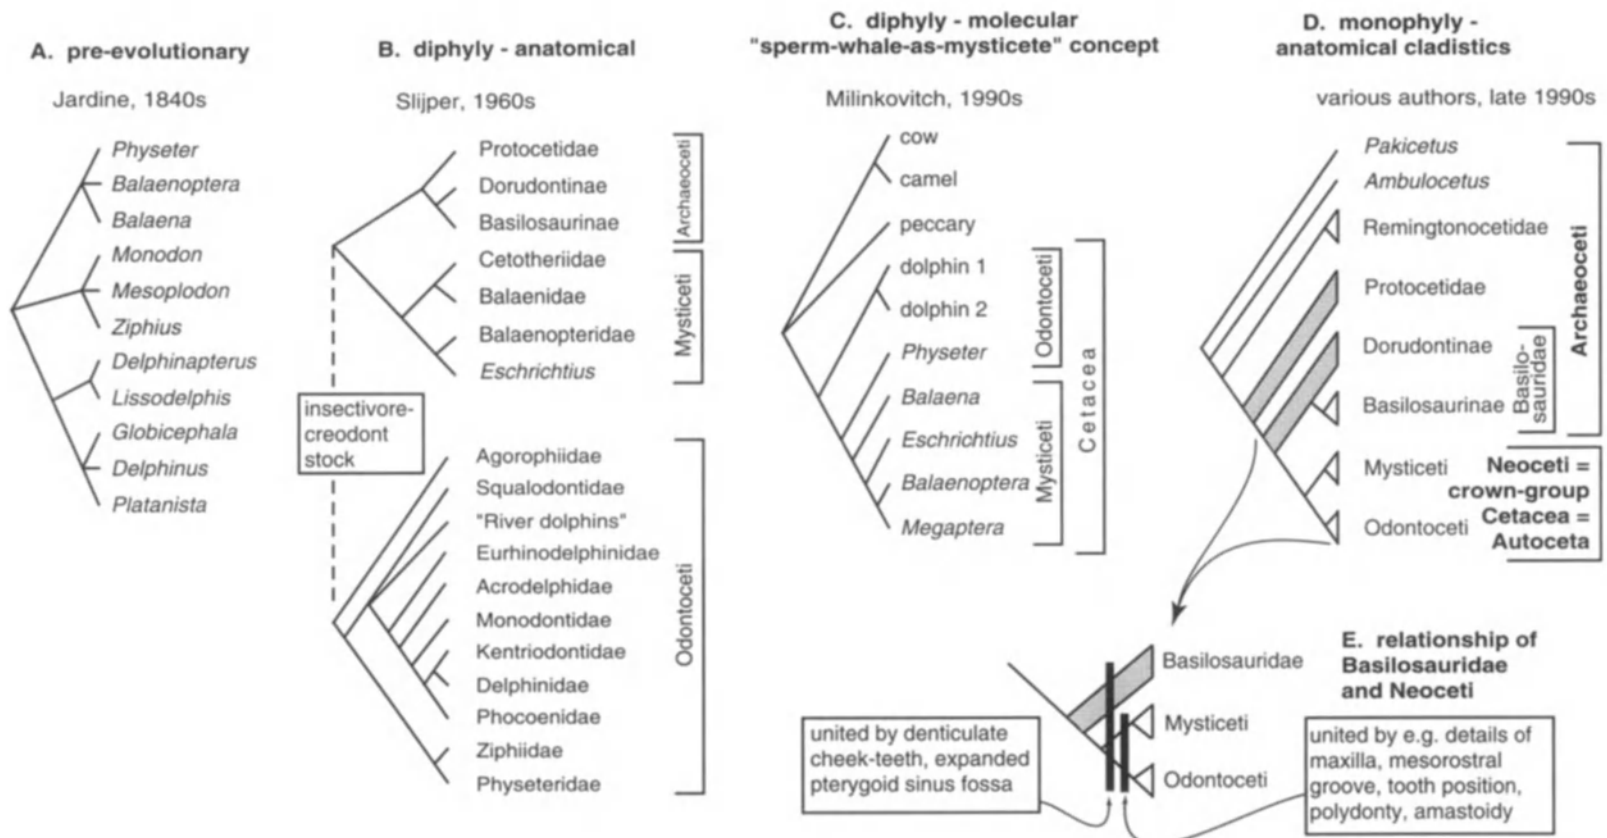 A. pre-evolutionary
Jardine, 1840s
Physeter
Balaenoptera
Balaena
Monodon
Mesoplodon
Ziphius
Delphinapterus
Lissodelphis
Globicephala
Delphinus
Platanista
B. diphyly - anatomical
Slijper, 1960s
Protocetidae
Dorudontinae
Basilosaurinae
Archaeoceti
Cetotheriidae
Balaenidae
Balaenopteridae
Eschrichtius
Mysticeti
insectivore-
creodont
stock
Agorophiidae
Squalodontidae
"River dolphins"
Eurhinodelphinidae
Acrodelphidae
Monodontidae
Kentriodontidae
Delphinidae
Phocoenidae
Ziphiidae
Physeteridae
Odontoceti
C. diphyly - molecular
"sperm-whale-as-mysticete" concept
Milinkovitch, 1990s
cow
camel
peccary
dolphin 1
dolphin 2
Physeter
Balaena
Eschrichtius
Balaenoptera
Megaptera
Odontoceti
Mysticeti
Cetacea
D. monophyly -
anatomical cladistics
various authors, late 1990s
Pakicetus
Ambulocetus
Remingtonocetidae
Protocetidae
Dorudontinae
Basilosaurinae
Basilo-
sauridae
Archaeoceti
Mysticeti
Odontoceti
Neoceti =
crown-group
Cetacea =
Autoceta
E. relationship of
Basilosauridae
and Neoceti
Basilosauridae
Mysticeti
Odontoceti
united by denticulate
cheek-teeth, expanded
pterygoid sinus fossa
united by e.g. details of
maxilla, mesorostral
groove, tooth position,
polydonty, amastoidy